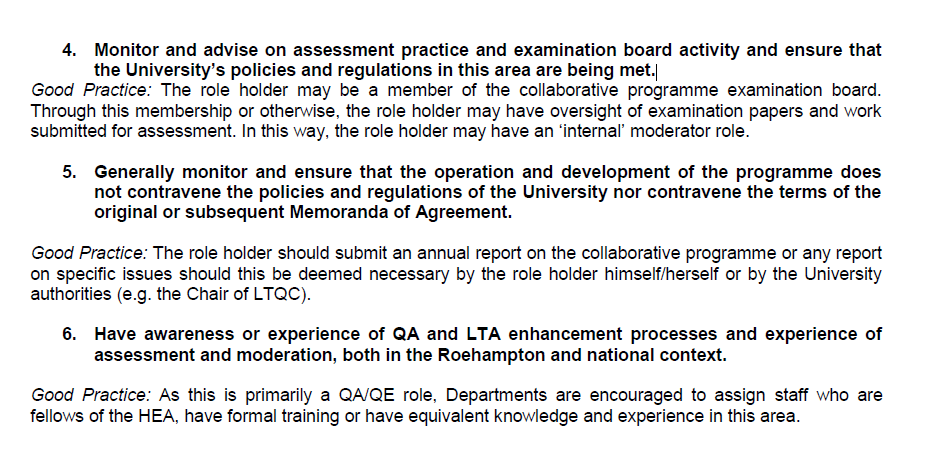 4. Monitor and advise on assessment practice and examination board activity and ensure that
the University's policies and regulations in this area are being met.
Good Practice: The role holder may be a member of the collaborative programme examination board.
Through this membership or otherwise, the role holder may have oversight of examination papers and work
submitted for assessment. In this way, the role holder may have an 'internal' moderator role.
5. Generally monitor and ensure that the operation and development of the programme does
not contravene the policies and regulations of the University nor contravene the terms of the
original or subsequent Memoranda of Agreement.
Good Practice: The role holder should submit an annual report on the collaborative programme or any report
on specific issues should this be deemed necessary by the role holder himself/herself or by the University
authorities (e.g. the Chair of LTQC).
6. Have awareness or experience of QA and LTA enhancement processes and experience of
assessment and moderation, both in the Roehampton and national context.
Good Practice: As this is primarily a QA/QE role, Departments are encouraged to assign staff who are
fellows of the HEA, have formal training or have equivalent knowledge and experience in this area.